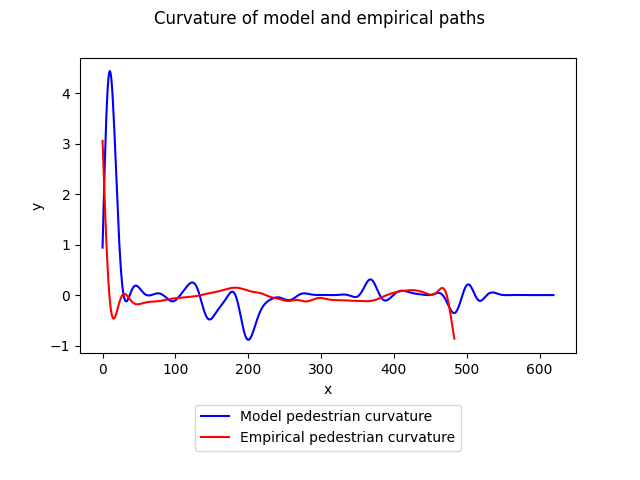 Curvature of model and empirical paths
4
3
2
1
0
−1
y
0 100 200 300 400 500 600
x
Model pedestrian curvature
Empirical pedestrian curvature